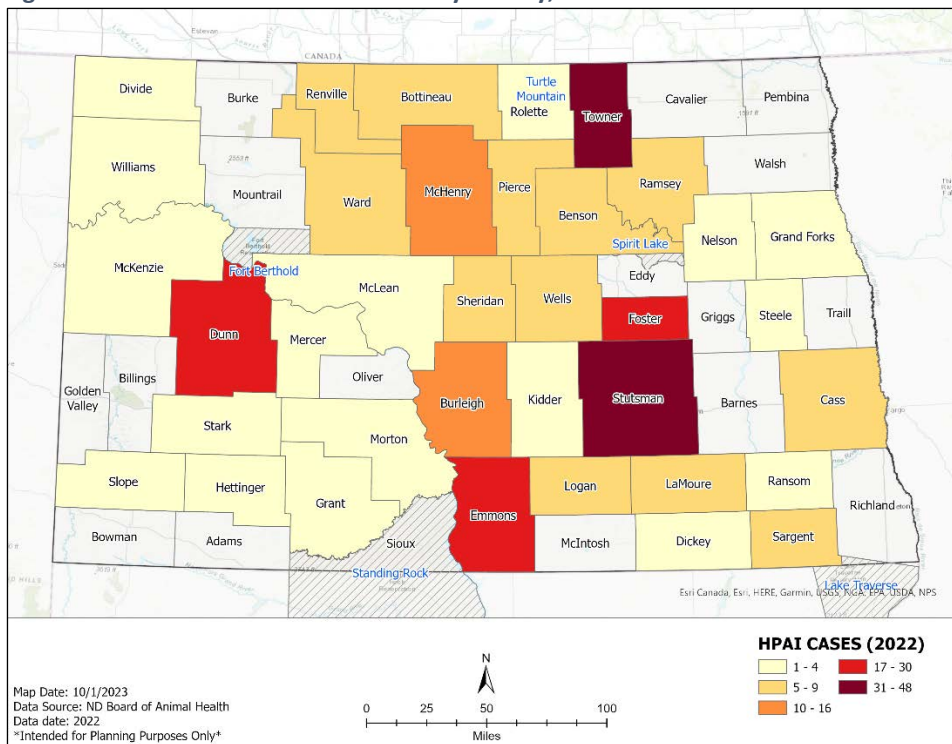 CANADA
Divide
Burke
Renville
Bottineau
Turtle
Mountain
Rolette
Towner
Cavalier
Pembina
Williams
Mountrail
Ward
McHenry
Pierce
Benson
Ramsey
Walsh
Spirit Lake
Nelson
Grand Forks
McKenzie
Fort Berthold
McLean
Sheridan
Wells
Eddy
Foster
Griggs
Steele
Traill
Dunn
Mercer
Oliver
Golden
Valley
Billings
Burleigh
Kidder
Stutsman
Barnes
Cass
Stark
Morton
Slope
Hettinger
Grant
Emmons
Logan
LaMoure
Ransom
Richland
Bowman
Adams
Sioux
McIntosh
Dickey
Sargent
Standing Rock
Lake Traverse
Esri Canada, Esri, HERE, Garmin, USGS, NGA, EPA, USDA, NPS
HPAI CASES (2022)
1 - 4
5 - 9
10 - 16
17 - 30
31 - 48
N
0 25 50 100
Miles
Map Date: 10/1/2023
Data Source: ND Board of Animal Health
Data date: 2022
*Intended for Planning Purposes Only*